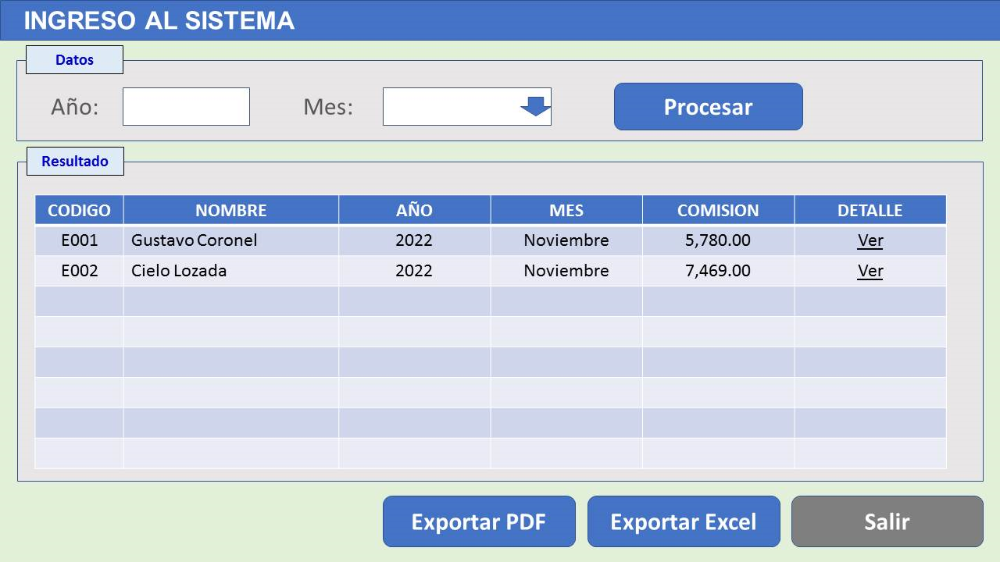 INGRESO AL SISTEMA
Datos
Año:
Mes:
Procesar
Resultado
CODIGO NOMBRE AÑO MES COMISION DETALLE
E001 Gustavo Coronel 2022 Noviembre 5,780.00 Ver
E002 Cielo Lozada 2022 Noviembre 7,469.00 Ver
Exportar PDF Exportar Excel Salir